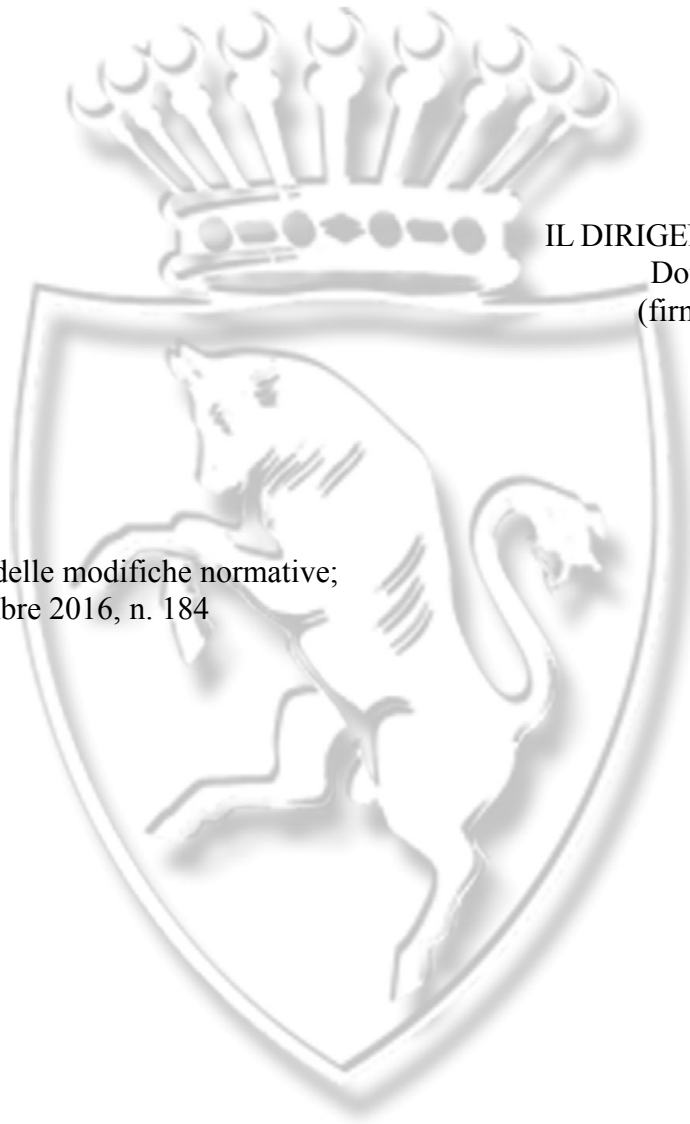 IL DIRIGE
Do
(firm
delle modifiche normative;
bre 2016, n. 184